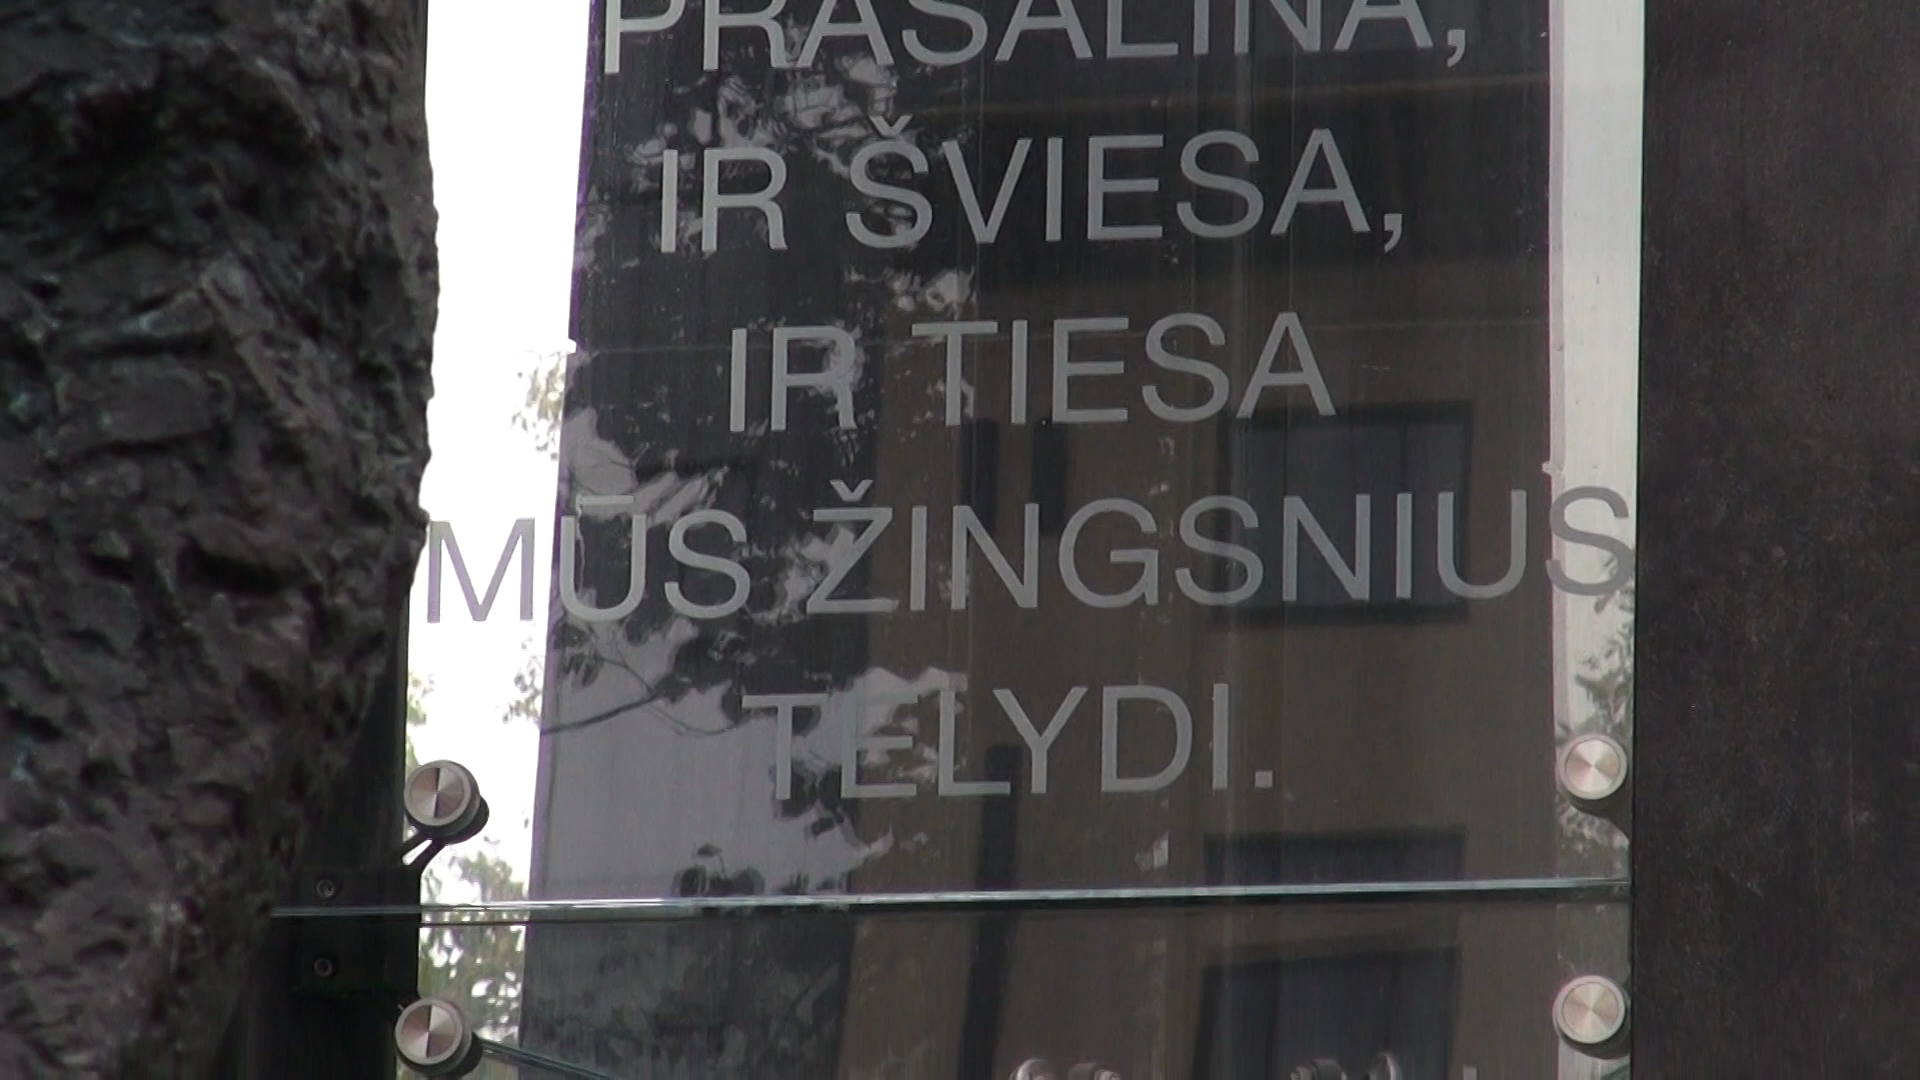 PRAŠALINA,
IR ŠVIESA,
IR TIESA
MŪS ŽINGSNIUS
TELYDI.